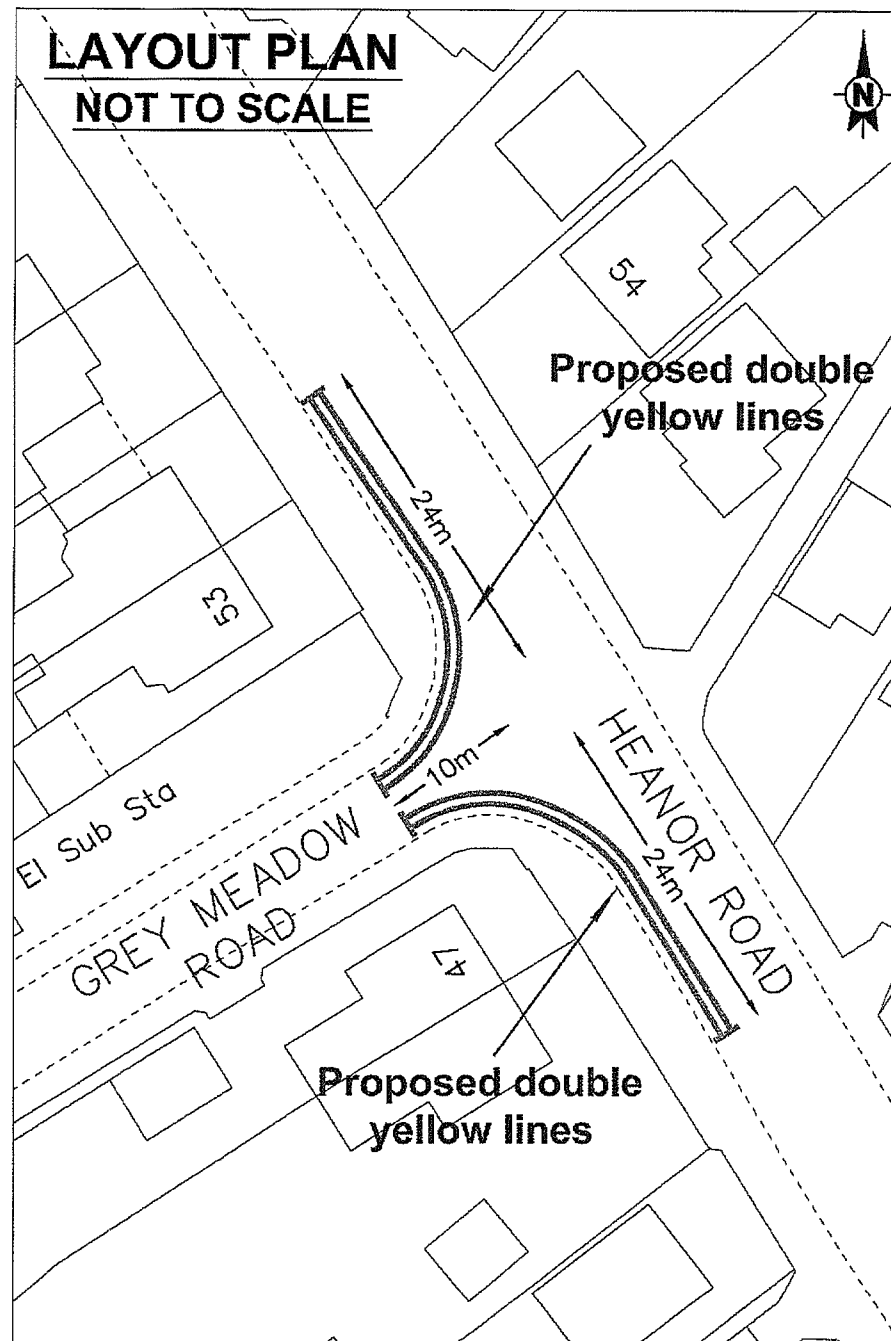 LAYOUT PLAN
NOT TO SCALE
N
54
Proposed double
yellow lines
24m
53
10m
HEANOR ROAD
24m
El Sub Sta
GREY MEADOW
ROAD
47
Proposed double
yellow lines